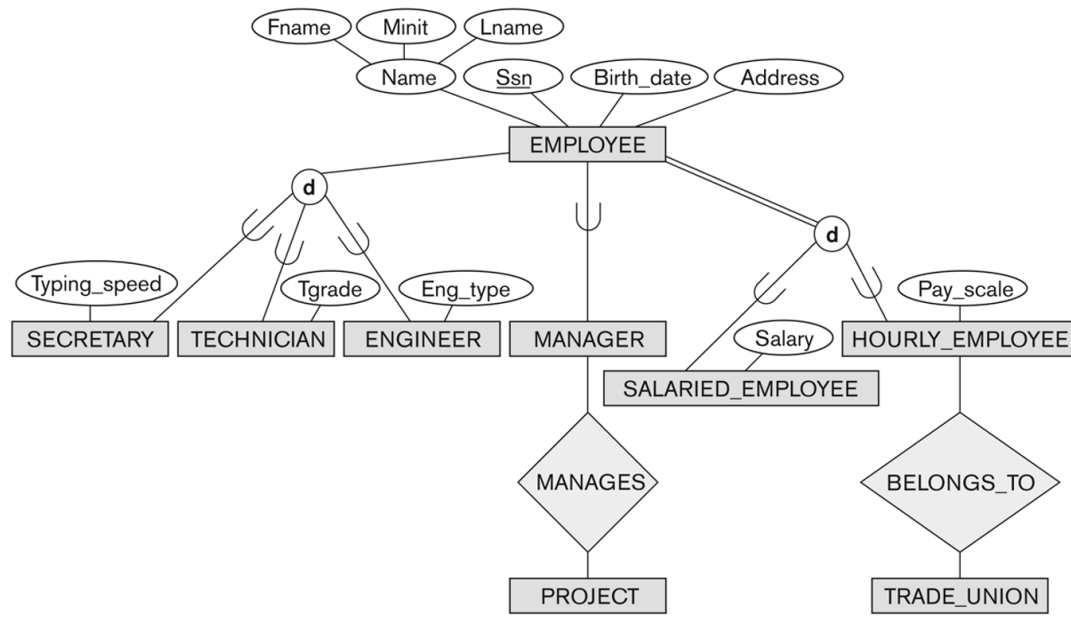 Fname
Minit
Lname
Name
Ssn
Birth_date
Address
EMPLOYEE
d
d
Typing_speed
Tgrade
Eng_type
Pay_scale
SECRETARY
TECHNICIAN
ENGINEER
MANAGER
Salary
HOURLY_EMPLOYEE
SALARIED_EMPLOYEE
MANAGES
BELONGS_TO
PROJECT
TRADE_UNION